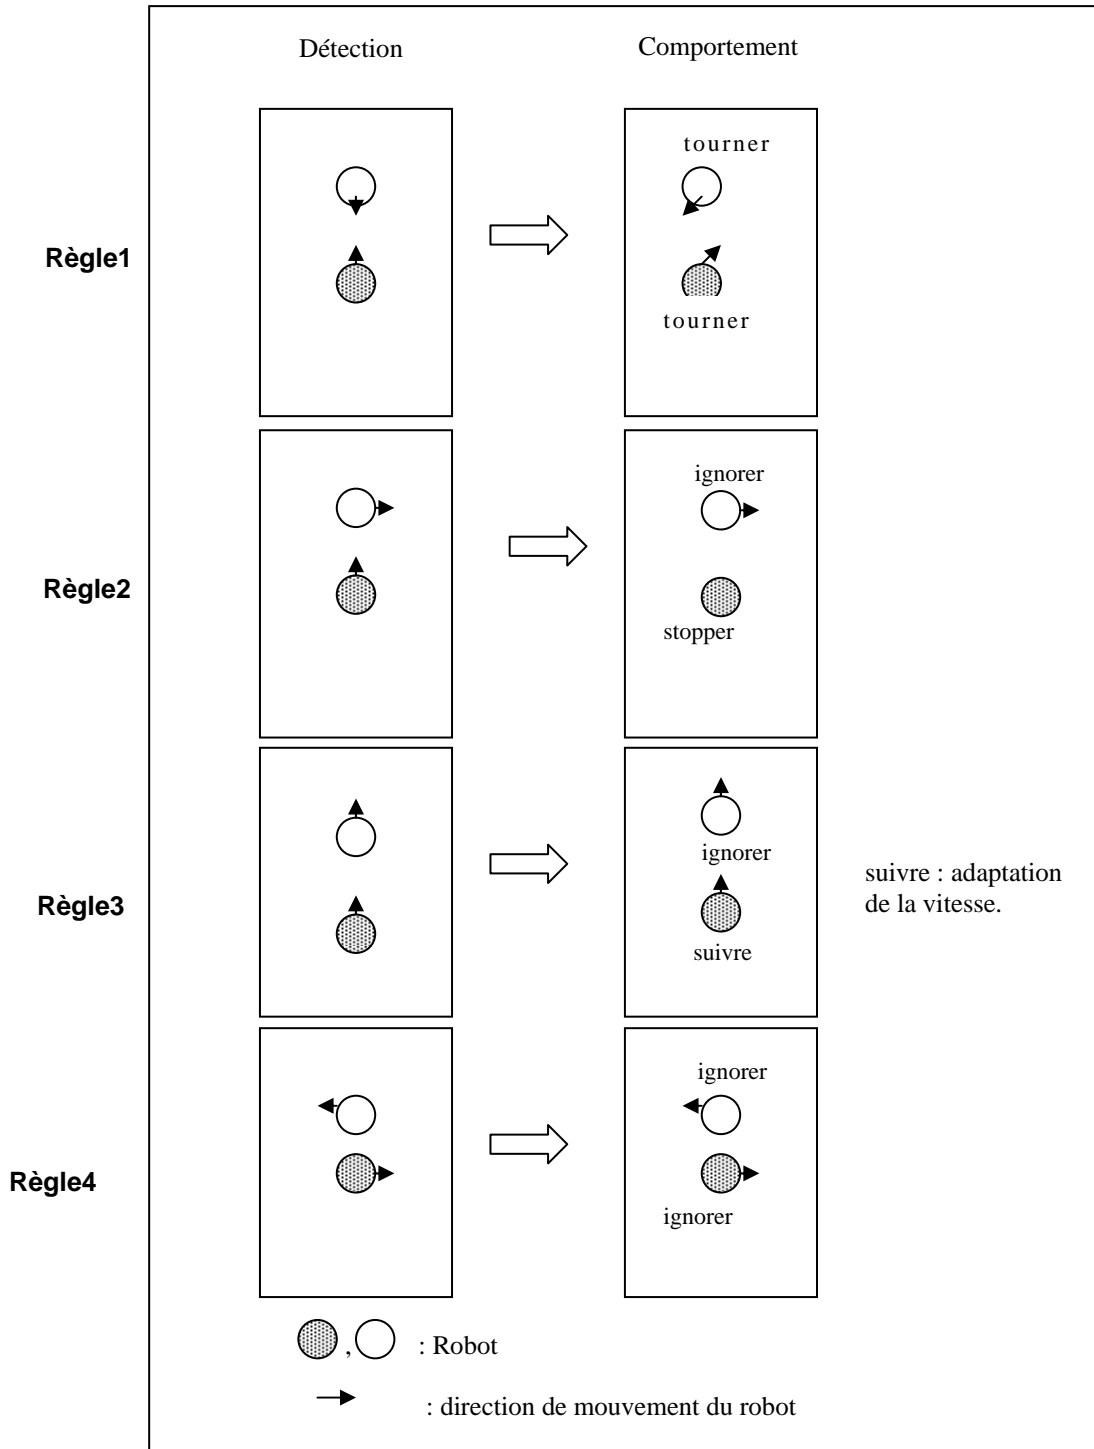 Détection
Comportement
Règle1
tourner
tourner
Règle2
ignorer
stopper
Règle3
ignorer
suivre
suivre : adaptation
de la vitesse.
Règle4
ignorer
ignorer
, : Robot
: direction de mouvement du robot